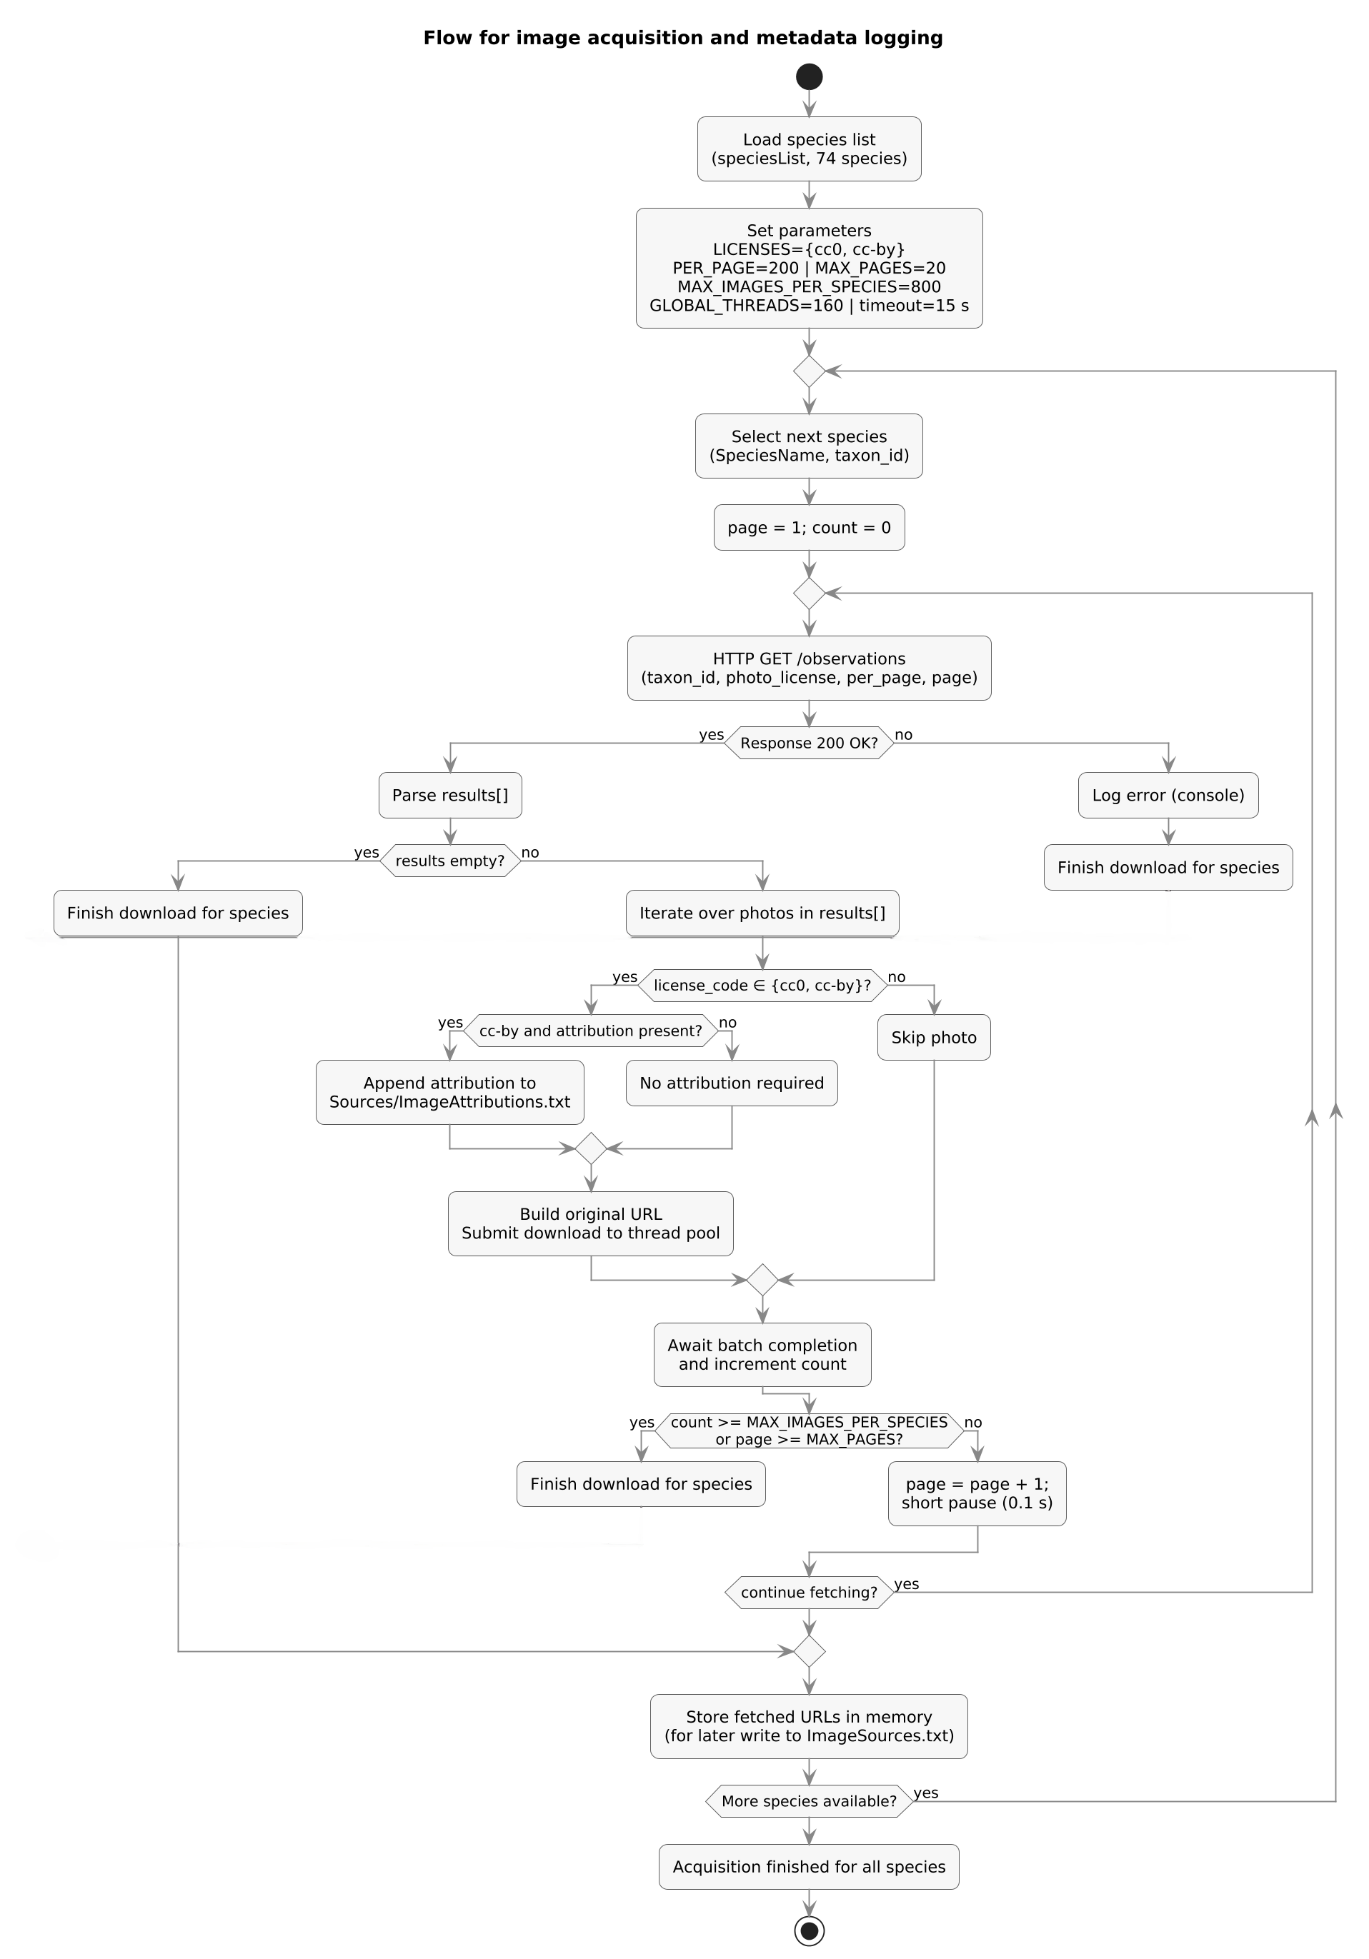 Flow for image acquisition and metadata logging
Load species list
(speciesList, 74 species)
Set parameters
LICENSES={cc0, cc-by}
PER_PAGE=200 | MAX_PAGES=20
MAX_IMAGES_PER_SPECIES=800
GLOBAL_THREADS=160 | timeout=15 s
Select next species
(SpeciesName, taxon_id)
page = 1; count = 0
HTTP GET /observations
(taxon_id, photo_license, per_page, page)
yes
Response 200 OK?
no
Parse results[]
Log error (console)
yes
results empty?
no
Finish download for species
Finish download for species
Iterate over photos in results[]
yes
license_code ∈ {cc0, cc-by}?
no
yes
cc-by and attribution present?
no
Skip photo
Append attribution to
Sources/ImageAttributions.txt
No attribution required
Build original URL
Submit download to thread pool
Await batch completion
and increment count
yes
count >= MAX_IMAGES_PER_SPECIES
or page >= MAX_PAGES?
no
Finish download for species
page = page + 1;
short pause (0.1 s)
continue fetching?
yes
Store fetched URLs in memory
(for later write to ImageSources.txt)
More species available?
yes
Acquisition finished for all species